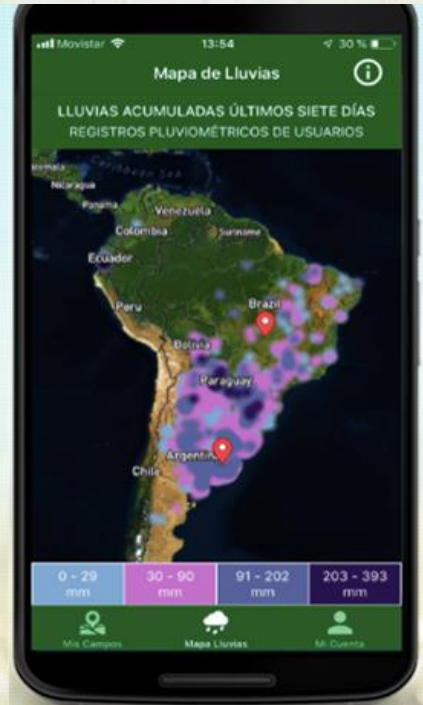 Movistar 13:54 30 %
Mapa de Lluvias
LLUVIAS ACUMULADAS ÚLTIMOS SIETE DÍAS
REGISTROS PLUVIOMÉTRICOS DE USUARIOS
Nicaragua
Panama
Venezuela
Colombia
Suriname
Ecuador
Peru
Brazil
Bolivia
Paraguay
Argentin
Chile
0 - 29 mm
30 - 90 mm
91 - 202 mm
203 - 393 mm
Mis Campos
Mapa Lluvias
Mi Cuenta